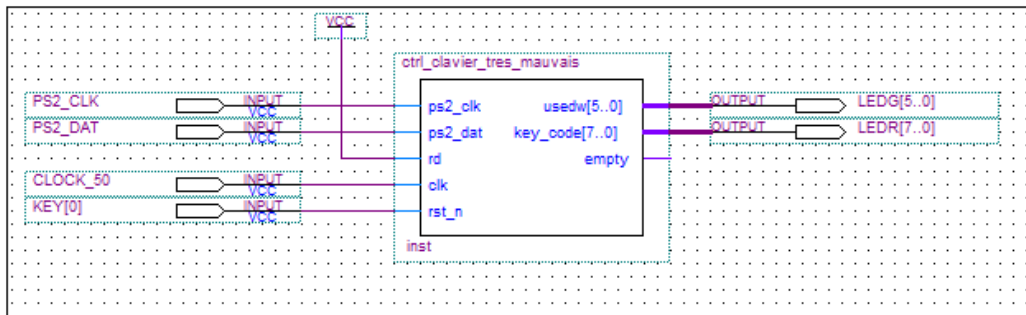 VCC
ctrl_clavier_tres_mauvais
PS2_CLK INPUT VCC ps2_clk usedw[5..0] OUTPUT LEDG[5..0]
PS2_DAT INPUT VCC ps2_dat key_code[7..0] OUTPUT LEDR[7..0]
rd empty
CLOCK_50 INPUT VCC clk
KEY[0] INPUT VCC rst_n
inst